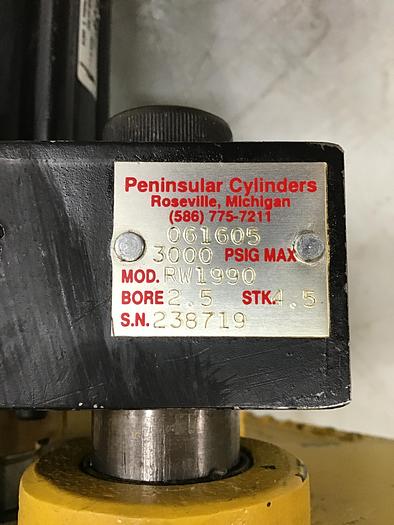 Peninsular Cylinders
Roseville, Michigan
(586) 775-7211
061605
3000 PSIG MAX
MOD. RW1990
BORE 2.5 STK. 4.5
S.N. 238719